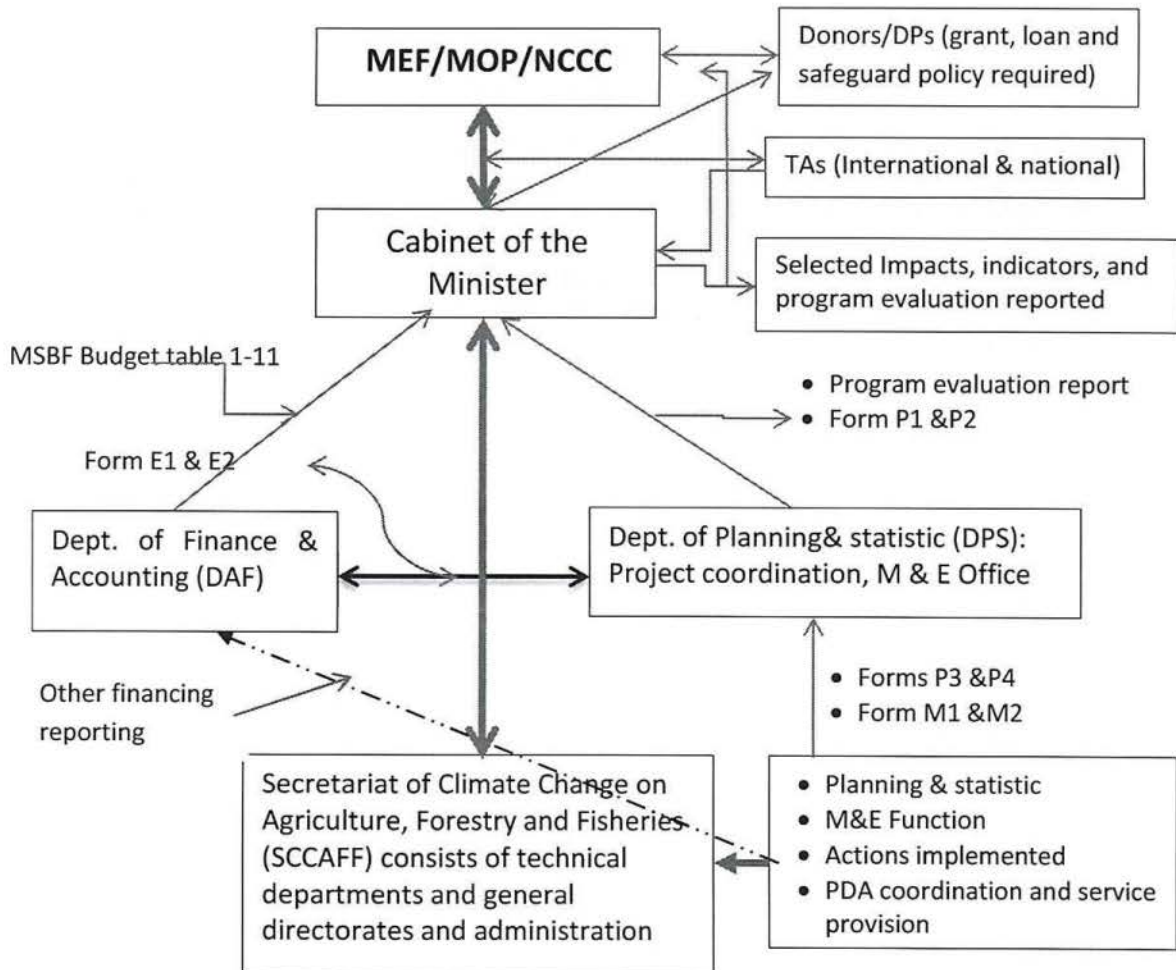 MEF/MOP/NCCC
Donors/DPs (grant, loan and
safeguard policy required)
TAs (International & national)
Cabinet of the
Minister
Selected Impacts, indicators, and
program evaluation reported
MSBF Budget table 1-11
• Program evaluation report
• Form P1 &P2
Form E1 & E2
Dept. of Finance &
Accounting (DAF)
Dept. of Planning& statistic (DPS):
Project coordination, M & E Office
Other financing
reporting
• Forms P3 &P4
• Form M1 &M2
Secretariat of Climate Change on
Agriculture, Forestry and Fisheries
(SCCAFF) consists of technical
departments and general
directorates and administration
• Planning & statistic
• M&E Function
• Actions implemented
• PDA coordination and service
provision